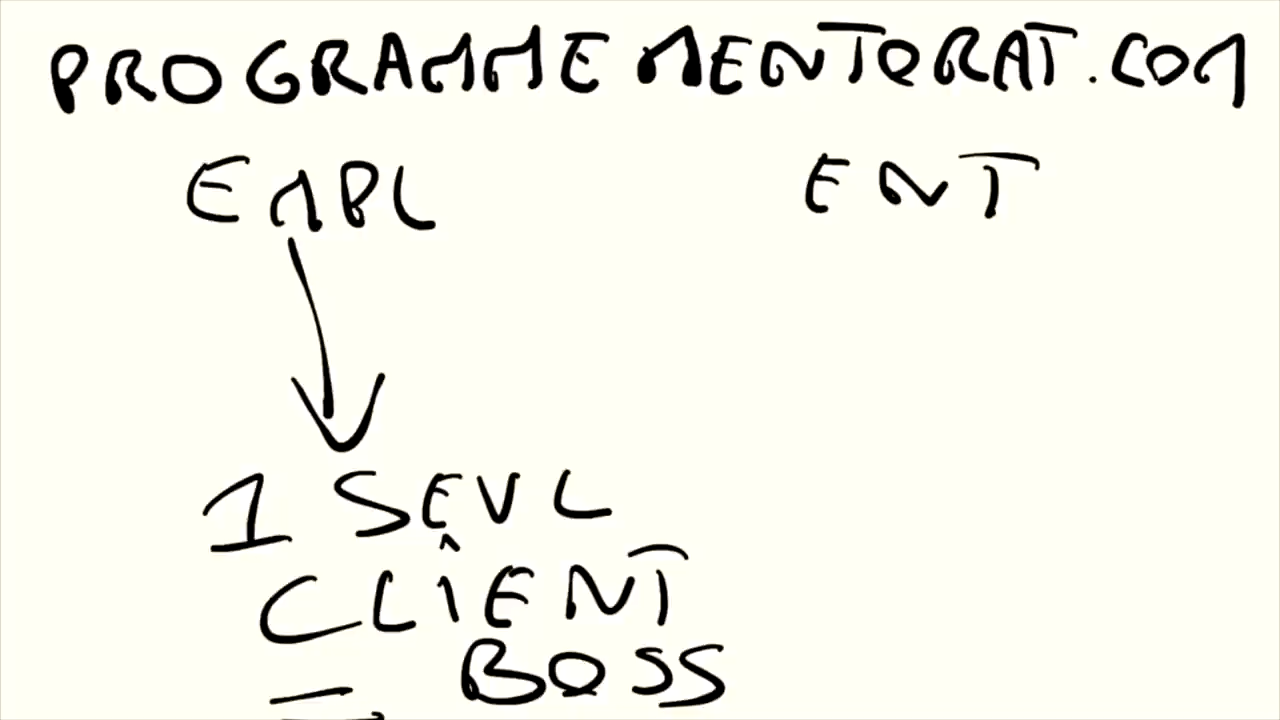 PROGRAMMEMENTORAT.COM
EMPL ENT
1 SEUL
CLIENT
= BOSS